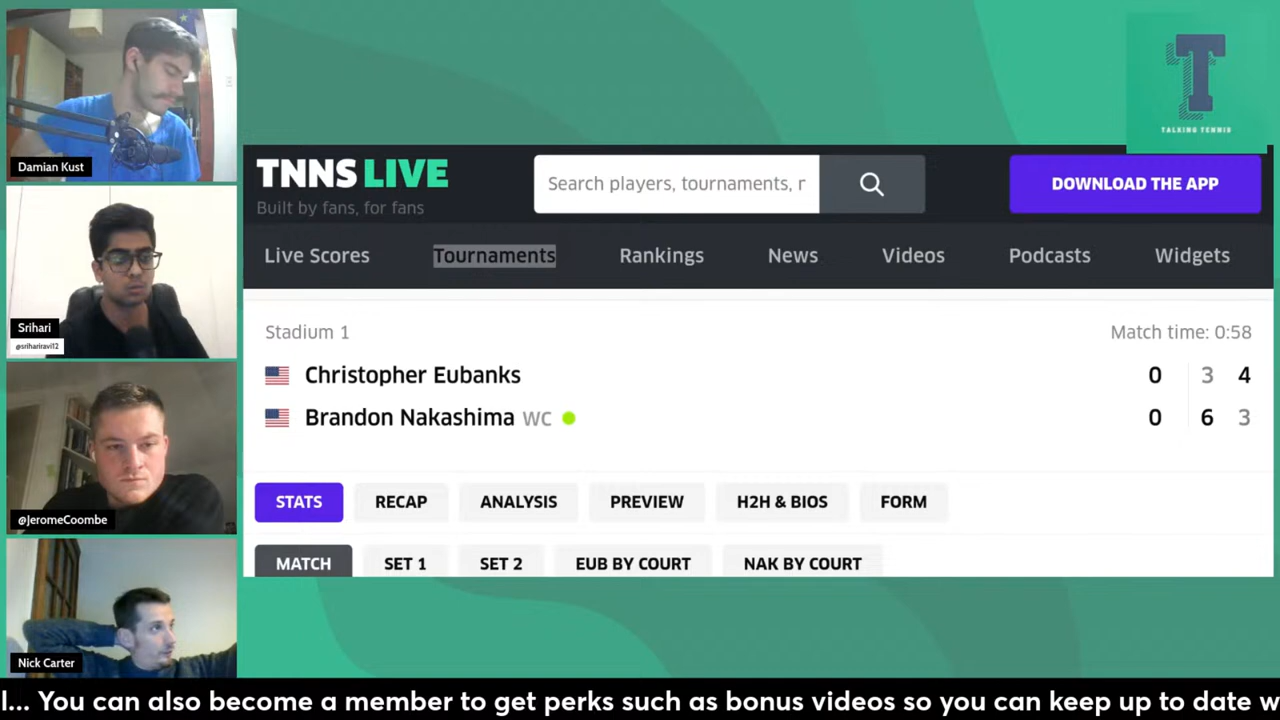 Damian Kust
Srihari
@srihariravi12
@JeromeCoombe
Nick Carter
T
TALKING TENNIS
TNNS LIVE
Built by fans, for fans
Search players, tournaments, r
DOWNLOAD THE APP
Live Scores Tournaments Rankings News Videos Podcasts Widgets
Stadium 1 Match time: 0:58
Christopher Eubanks 0 3 4
Brandon Nakashima WC 0 6 3
STATS RECAP ANALYSIS PREVIEW H2H & BIOS FORM
MATCH SET 1 SET 2 EUB BY COURT NAK BY COURT
l... You can also become a member to get perks such as bonus videos so you can keep up to date w